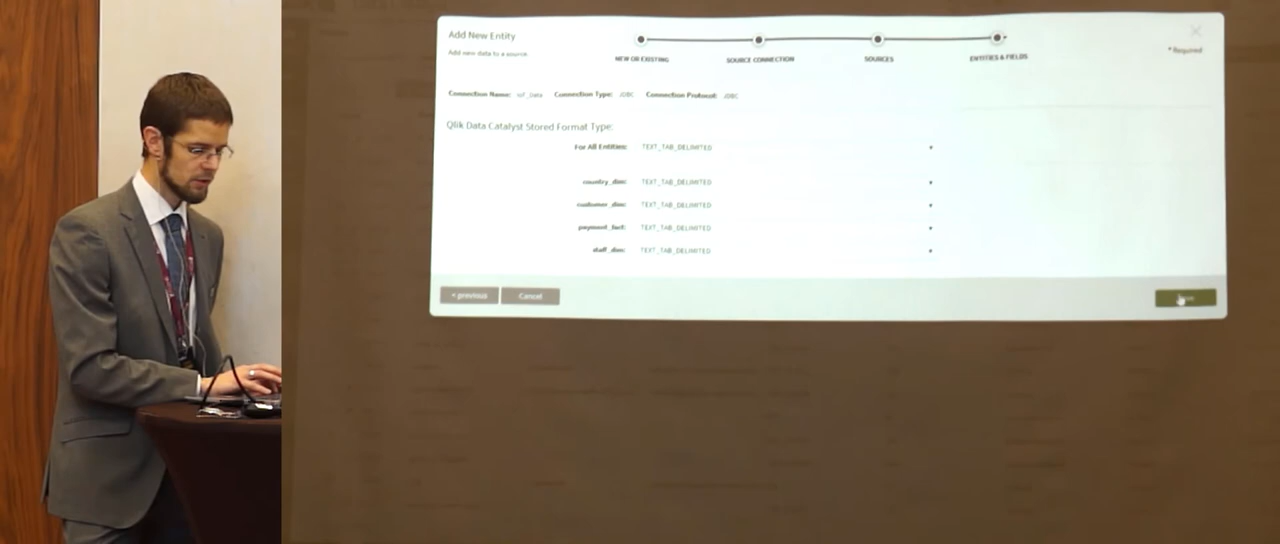 Add New Entity
Add new data to a source.
NEW OR EXISTING
SOURCE CONNECTION
SOURCES
ENTITIES & FIELDS
* Required
Connection Name: Connection Type: JDBC Connection Protocol: JDBC
Qlik Data Catalyst Stored Format Type:
For All Entities: TEXT_TAB_DELIMITED
country_dim: TEXT_TAB_DELIMITED
customer_dim: TEXT_TAB_DELIMITED
payment_fact: TEXT_TAB_DELIMITED
staff_dim: TEXT_TAB_DELIMITED
< previous
Cancel